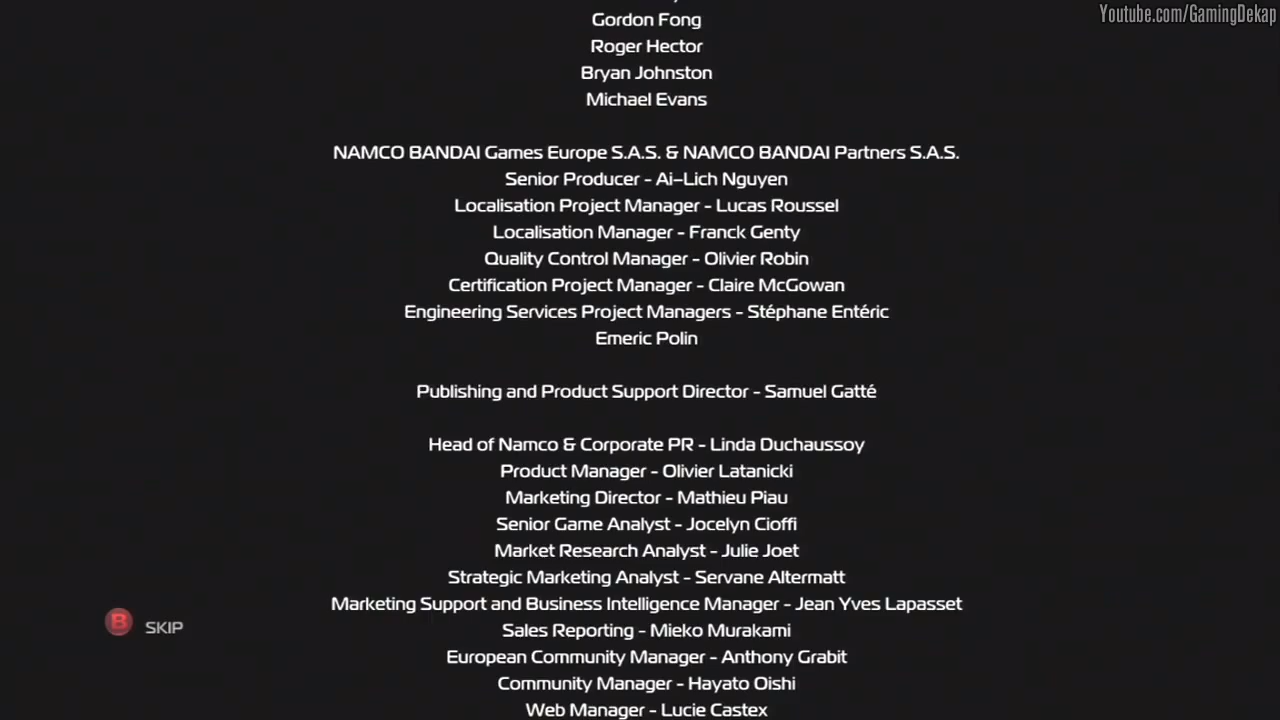 Youtube.com/GamingDekap
Gordon Fong
Roger Hector
Bryan Johnston
Michael Evans
NAMCO BANDAI Games Europe S.A.S. & NAMCO BANDAI Partners S.A.S.
Senior Producer - Ai-Lich Nguyen
Localisation Project Manager - Lucas Roussel
Localisation Manager - Franck Genty
Quality Control Manager - Olivier Robin
Certification Project Manager - Claire McGowan
Engineering Services Project Managers - Stéphane Entéric
Emeric Polin
Publishing and Product Support Director - Samuel Gatté
Head of Namco & Corporate PR - Linda Duchaussoy
Product Manager - Olivier Latanicki
Marketing Director - Mathieu Piau
Senior Game Analyst - Jocelyn Cioffi
Market Research Analyst - Julie Joet
Strategic Marketing Analyst - Servane Altermatt
Marketing Support and Business Intelligence Manager - Jean Yves Lapasset
B SKIP
Sales Reporting - Mieko Murakami
European Community Manager - Anthony Grabit
Community Manager - Hayato Oishi
Web Manager - Lucie Castex